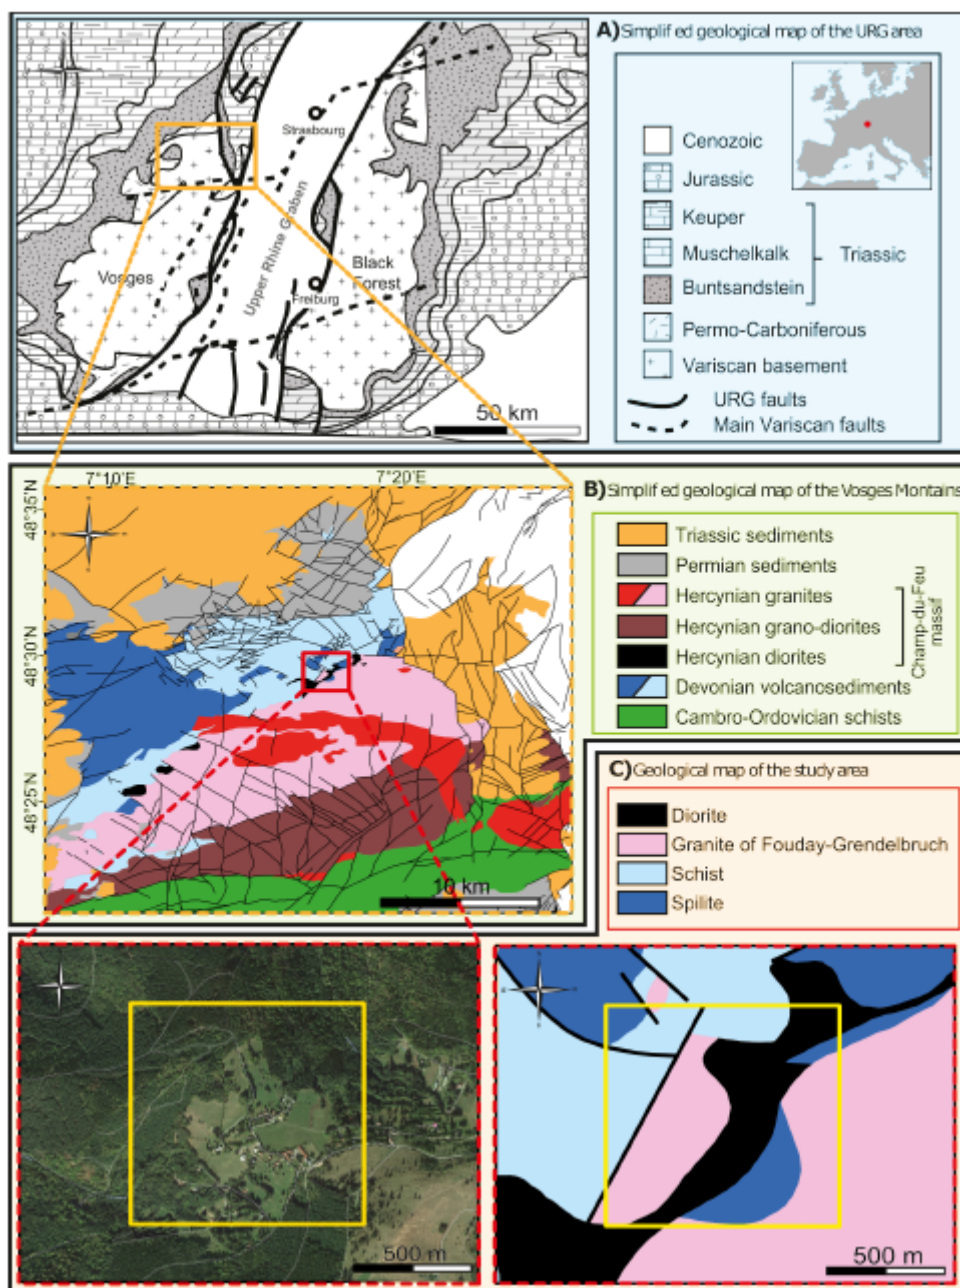 A) Simplif ed geological map of the URG area
Strasbourg
Vosges
Upper Rhine Graben
Black
Forest
Freiburg
50 km
Cenozoic
Jurassic
Keuper
Muschelkalk
Triassic
Buntsandstein
Permo-Carboniferous
Variscan basement
URG faults
Main Variscan faults
7°10'E
7°20'E
48°35'N
48°30'N
48°25'N
10 km
B) Simplif ed geological map of the Vosges Montains
Triassic sediments
Permian sediments
Hercynian granites
Hercynian grano-diorites
Hercynian diorites
Champ-du-Feu
massif
Devonian volcanosediments
Cambro-Ordovician schists
C) Geological map of the study area
Diorite
Granite of Fouday-Grendelbruch
Schist
Spilite
500 m
500 m